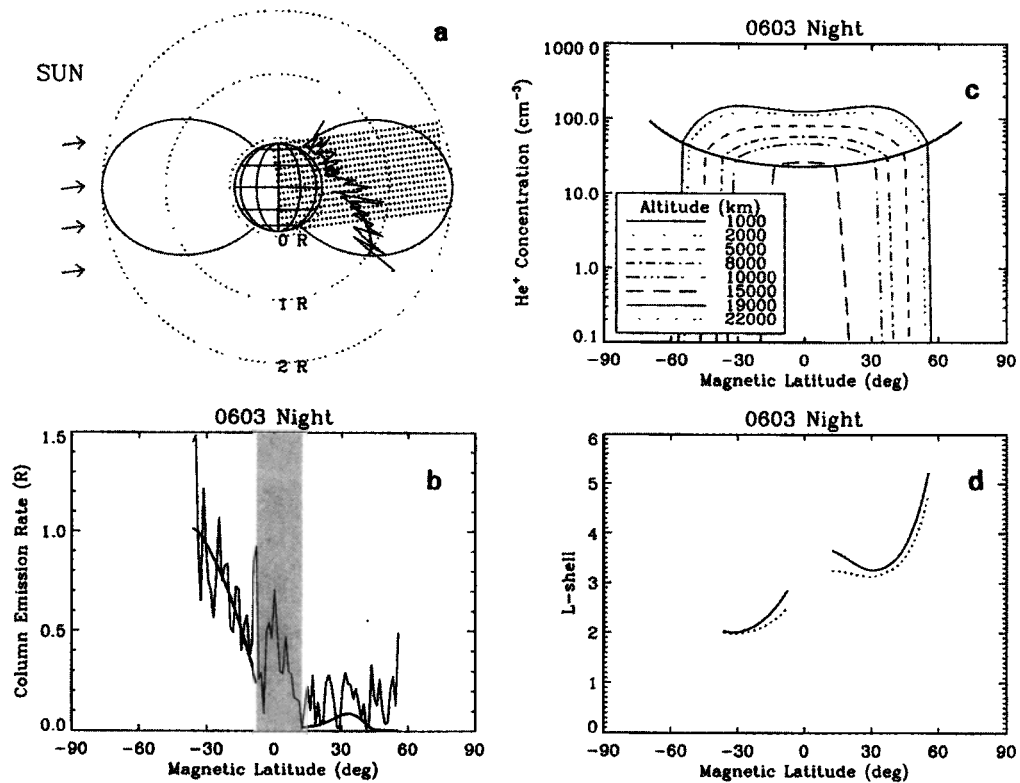 a
SUN
0 R
1 R
2 R
0603 Night
c
He+ Concentration (cm-3)
1000 0
100.0
10.0
1.0
0.1
Altitude (km)
1000
2000
5000
8000
10000
15000
19000
22000
-90 -60 -30 0 30 60 90
Magnetic Latitude (deg)
0603 Night
b
Column Emission Rate (R)
1.5
1.0
0.5
0.0
-90 -60 -30 0 30 60 90
Magnetic Latitude (deg)
0603 Night
d
L-shell
6
5
4
3
2
1
0
-90 -60 -30 0 30 60 90
Magnetic Latitude (deg)